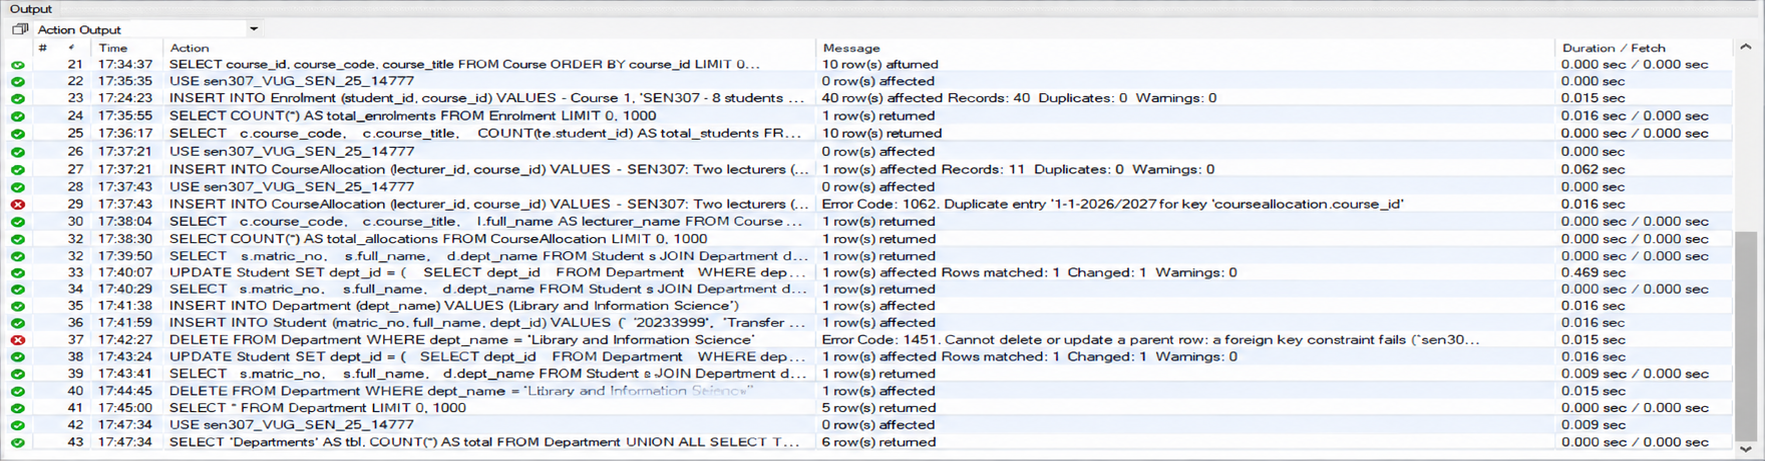 Output
Action Output
# Time Action Message Duration / Fetch
21 17:34:37 SELECT course_id, course_code, course_title FROM Course ORDER BY course_id LIMIT 0... 10 row(s) afturned 0.000 sec / 0.000 sec
22 17:35:35 USE sen307_VUG_SEN_25_14777 0 row(s) affected 0.000 sec
23 17:24:23 INSERT INTO Enrolment (student_id, course_id) VALUES - Course 1, 'SEN307 - 8 students ... 40 row(s) affected Records: 40 Duplicates: 0 Warnings: 0 0.015 sec
24 17:35:55 SELECT COUNT(*) AS total_enrolments FROM Enrolment LIMIT 0, 1000 1 row(s) returned 0.016 sec / 0.000 sec
25 17:36:17 SELECT c.course_code, c.course_title, COUNT(te.student_id) AS total_students FR... 10 row(s) returned 0.000 sec / 0.000 sec
26 17:37:21 USE sen307_VUG_SEN_25_14777 0 row(s) affected 0.000 sec
27 17:37:21 INSERT INTO CourseAllocation (lecturer_id, course_id) VALUES - SEN307: Two lecturers (... 1 row(s) affected Records: 11 Duplicates: 0 Warnings: 0 0.062 sec
28 17:37:43 USE sen307_VUG_SEN_25_14777 0 row(s) affected 0.000 sec
29 17:37:43 INSERT INTO CourseAllocation (lecturer_id, course_id) VALUES - SEN307: Two lecturers (... Error Code: 1062. Duplicate entry '1-1-2026/2027 for key 'courseallocation.course_id' 0.016 sec
30 17:38:04 SELECT c.course_code, c.course_title, l.full_name AS lecturer_name FROM Course ... 1 row(s) returned 0.000 sec / 0.000 sec
32 17:38:30 SELECT COUNT(*) AS total_allocations FROM CourseAllocation LIMIT 0, 1000 1 row(s) returned 0.000 sec / 0.000 sec
32 17:39:50 SELECT s.matric_no, s.full_name, d.dept_name FROM Student s JOIN Department d... 1 row(s) returned 0.000 sec / 0.000 sec
33 17:40:07 UPDATE Student SET dept_id = ( SELECT dept_id FROM Department WHERE dep... 1 row(s) affected Rows matched: 1 Changed: 1 Warnings: 0 0.469 sec
34 17:40:29 SELECT s.matric_no, s.full_name, d.dept_name FROM Student s JOIN Department d... 1 row(s) returned 0.000 sec / 0.000 sec
35 17:41:38 INSERT INTO Department (dept_name) VALUES (Library and Information Science') 1 row(s) affected 0.016 sec
36 17:41:59 INSERT INTO Student (matric_no, full_name, dept_id) VALUES (` '20233999', 'Transfer ... 1 row(s) affected 0.016 sec
37 17:42:27 DELETE FROM Department WHERE dept_name = 'Library and Information Science' Error Code: 1451. Cannot delete or update a parent row: a foreign key constraint fails (`sen30... 0.015 sec
38 17:43:24 UPDATE Student SET dept_id = ( SELECT dept_id FROM Department WHERE dep... 1 row(s) affected Rows matched: 1 Changed: 1 Warnings: 0 0.016 sec
39 17:43:41 SELECT s.matric_no, s.full_name, d.dept_name FROM Student s JOIN Department d... 1 row(s) returned 0.009 sec / 0.000 sec
40 17:44:45 DELETE FROM Department WHERE dept_name = "Library and Information 1 row(s) affected 0.015 sec
41 17:45:00 SELECT * FROM Department LIMIT 0, 1000 5 row(s) returned 0.000 sec / 0.000 sec
42 17:47:34 USE sen307_VUG_SEN_25_14777 0 row(s) affected 0.009 sec
43 17:47:34 SELECT 'Departments' AS tbl, COUNT(*) AS total FROM Department UNION ALL SELECT T... 6 row(s) returned 0.000 sec / 0.000 sec